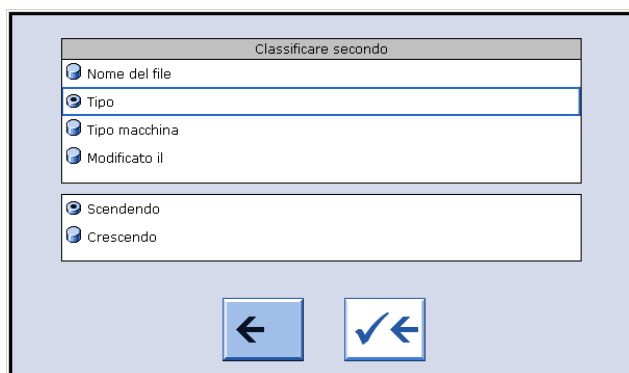 Classificare secondo
Nome del file
Tipo
Tipo macchina
Modificato il
Scendendo
Crescendo